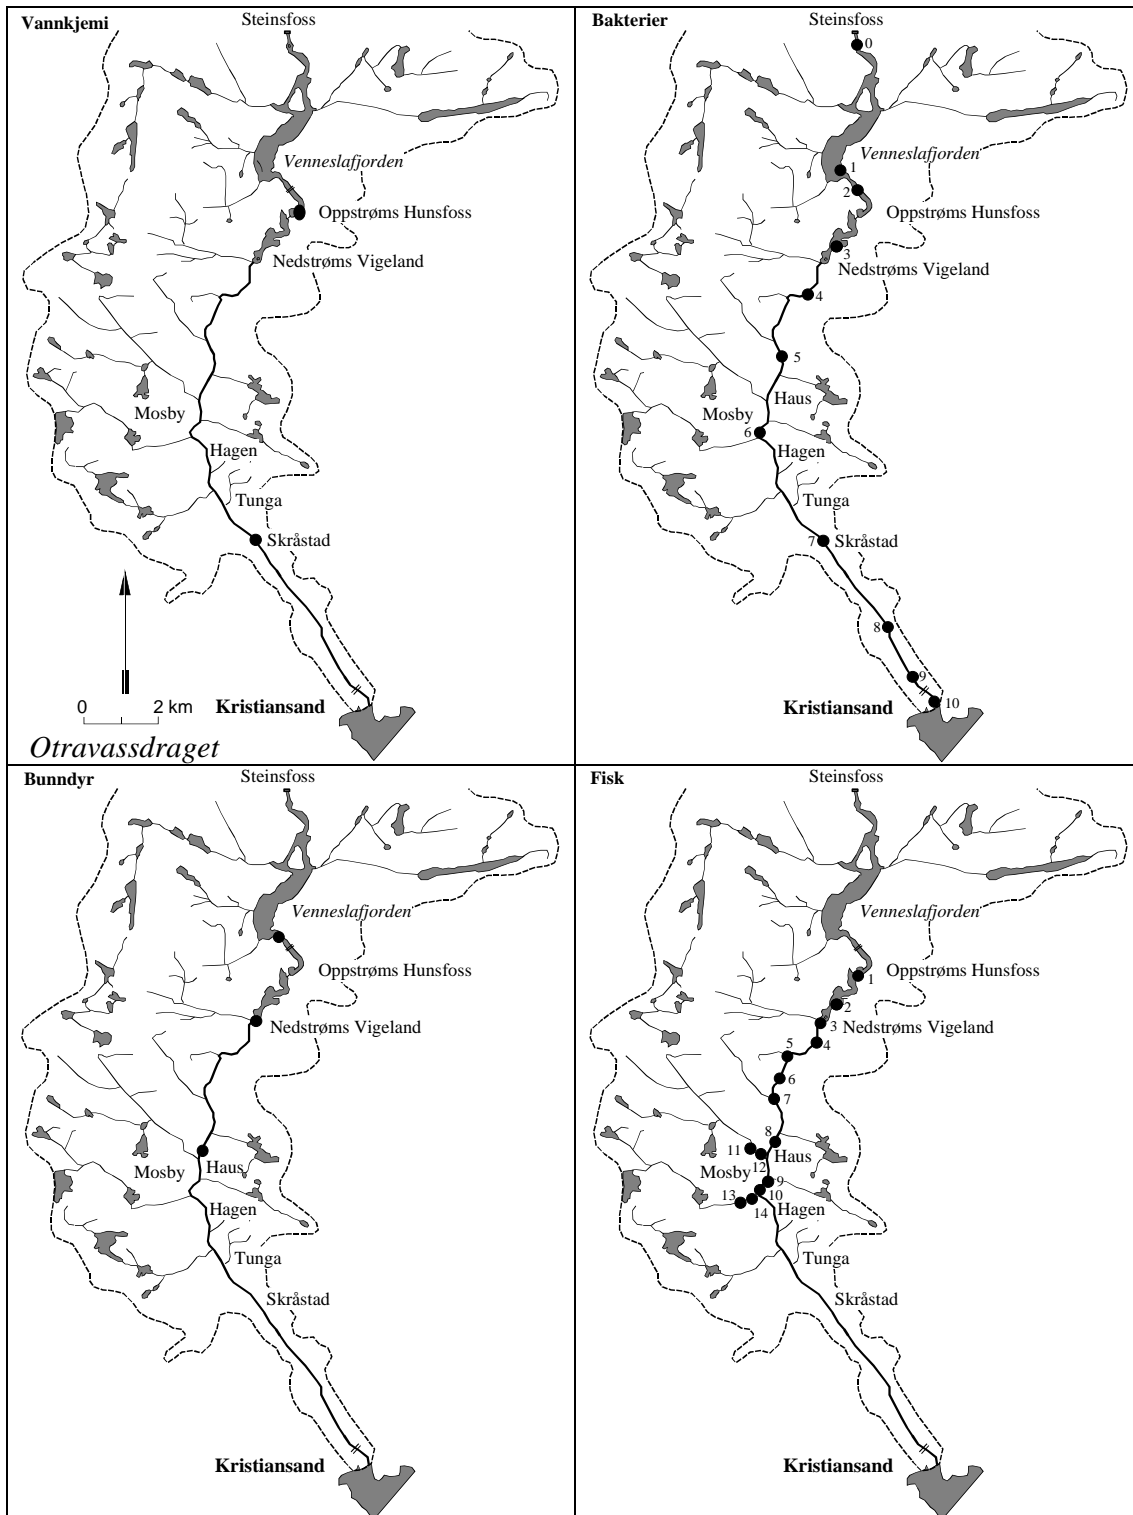 Vannkjemi
Steinsfoss
Venneslafjorden
Oppstrøms Hunsfoss
Nedstrøms Vigeland
Mosby
Hagen
Tunga
Skråstad
0 2 km
Kristiansand
Otravassdraget
Bakterier
Steinsfoss
0
Venneslafjorden
1
2
Oppstrøms Hunsfoss
3
Nedstrøms Vigeland
4
5
Haus
Mosby
6
Hagen
Tunga
7 Skråstad
8
9
Kristiansand
10
Bunndyr
Steinsfoss
Venneslafjorden
Oppstrøms Hunsfoss
Nedstrøms Vigeland
Mosby
Haus
Hagen
Tunga
Skråstad
Kristiansand
Fisk
Steinsfoss
Venneslafjorden
Oppstrøms Hunsfoss
1
2
3 Nedstrøms Vigeland
4
5
6
7
8
11
Haus
12
Mosby
9
10
13
14 Hagen
Tunga
Skråstad
Kristiansand